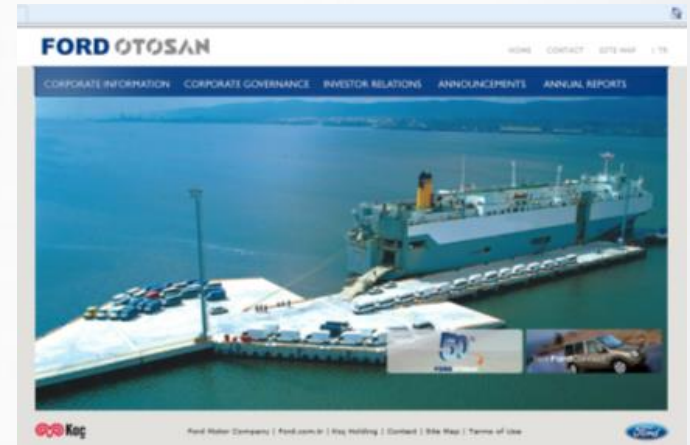 FORD OTOSAN
HOME CONTACT SITE MAP | TR
CORPORATE INFORMATION CORPORATE GOVERNANCE INVESTOR RELATIONS ANNOUNCEMENTS ANNUAL REPORTS
Koç
Ford Motor Company | Ford.com.tr | Koç Holding | Contact | Site Map | Terms of Use
Ford